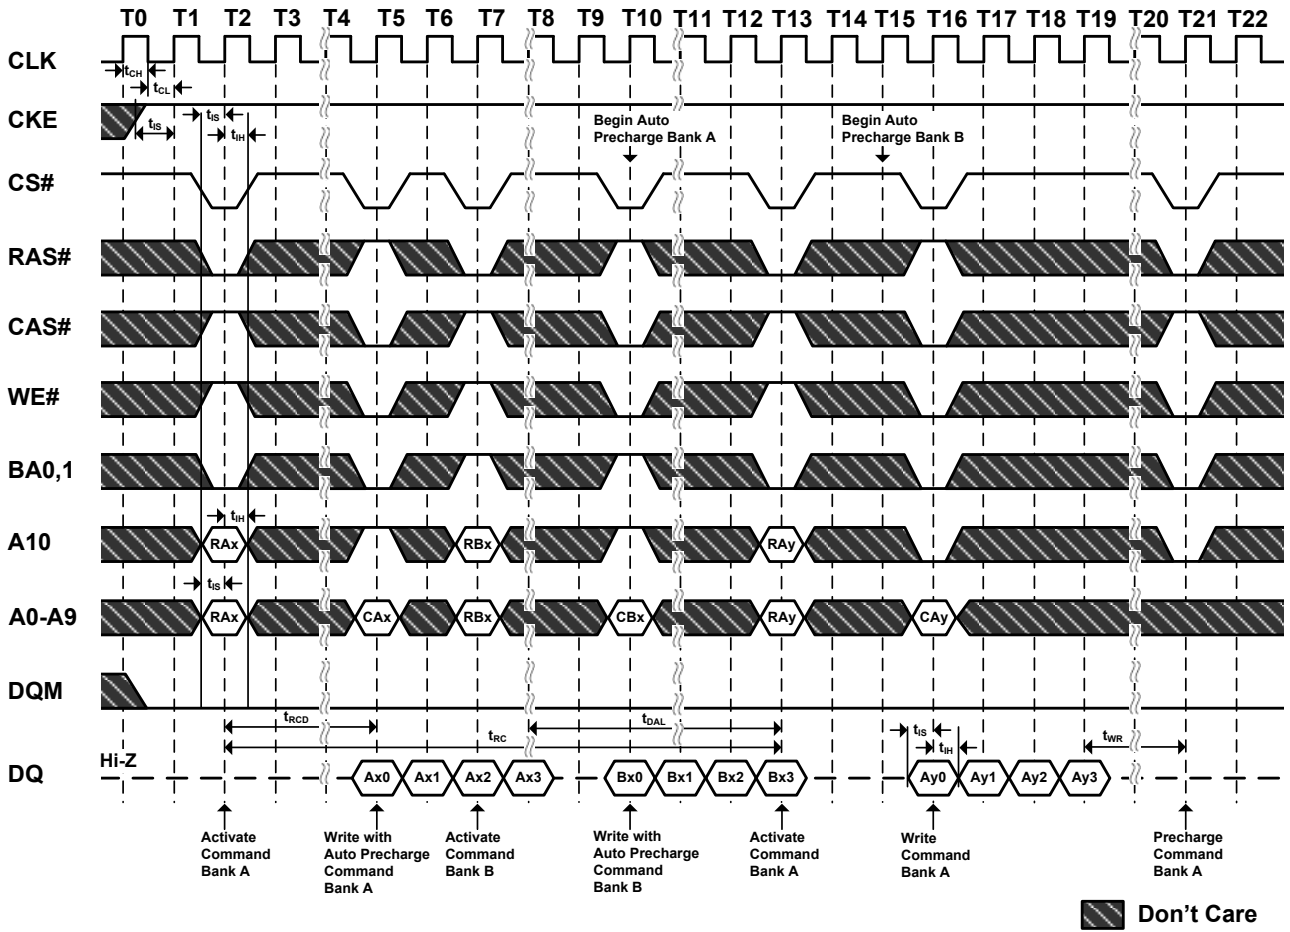 T0 T1 T2 T3 T4 T5 T6 T7 T8 T9 T10 T11 T12 T13 T14 T15 T16 T17 T18 T19 T20 T21 T22
CLK
tCH
tCL
CKE
tIS
tIS
tIH
Begin Auto
Precharge Bank A
Begin Auto
Precharge Bank B
CS#
RAS#
CAS#
WE#
BA0,1
tIH
A10
RAx RBx RAy
tIS
A0-A9
RAx CAx RBx CBx RAy CAy
DQM
tRCD
tDAL
tRC
tIS
tIH
tWR
Hi-Z
DQ
Ax0 Ax1 Ax2 Ax3 Bx0 Bx1 Bx2 Bx3 Ay0 Ay1 Ay2 Ay3
Activate
Command
Bank A
Write with
Auto Precharge
Command
Bank A
Activate
Command
Bank B
Write with
Auto Precharge
Command
Bank B
Activate
Command
Bank A
Write
Command
Bank A
Precharge
Command
Bank A
Don't Care